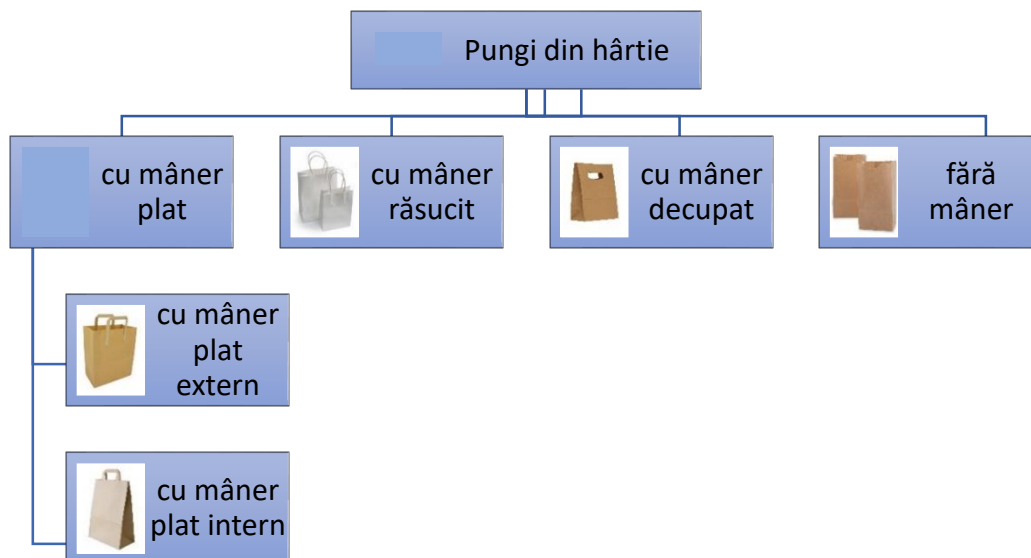 Pungi din hârtie
cu mâner
plat
cu mâner
răsucit
cu mâner
decupat
fără
mâner
cu mâner
plat
extern
cu mâner
plat intern